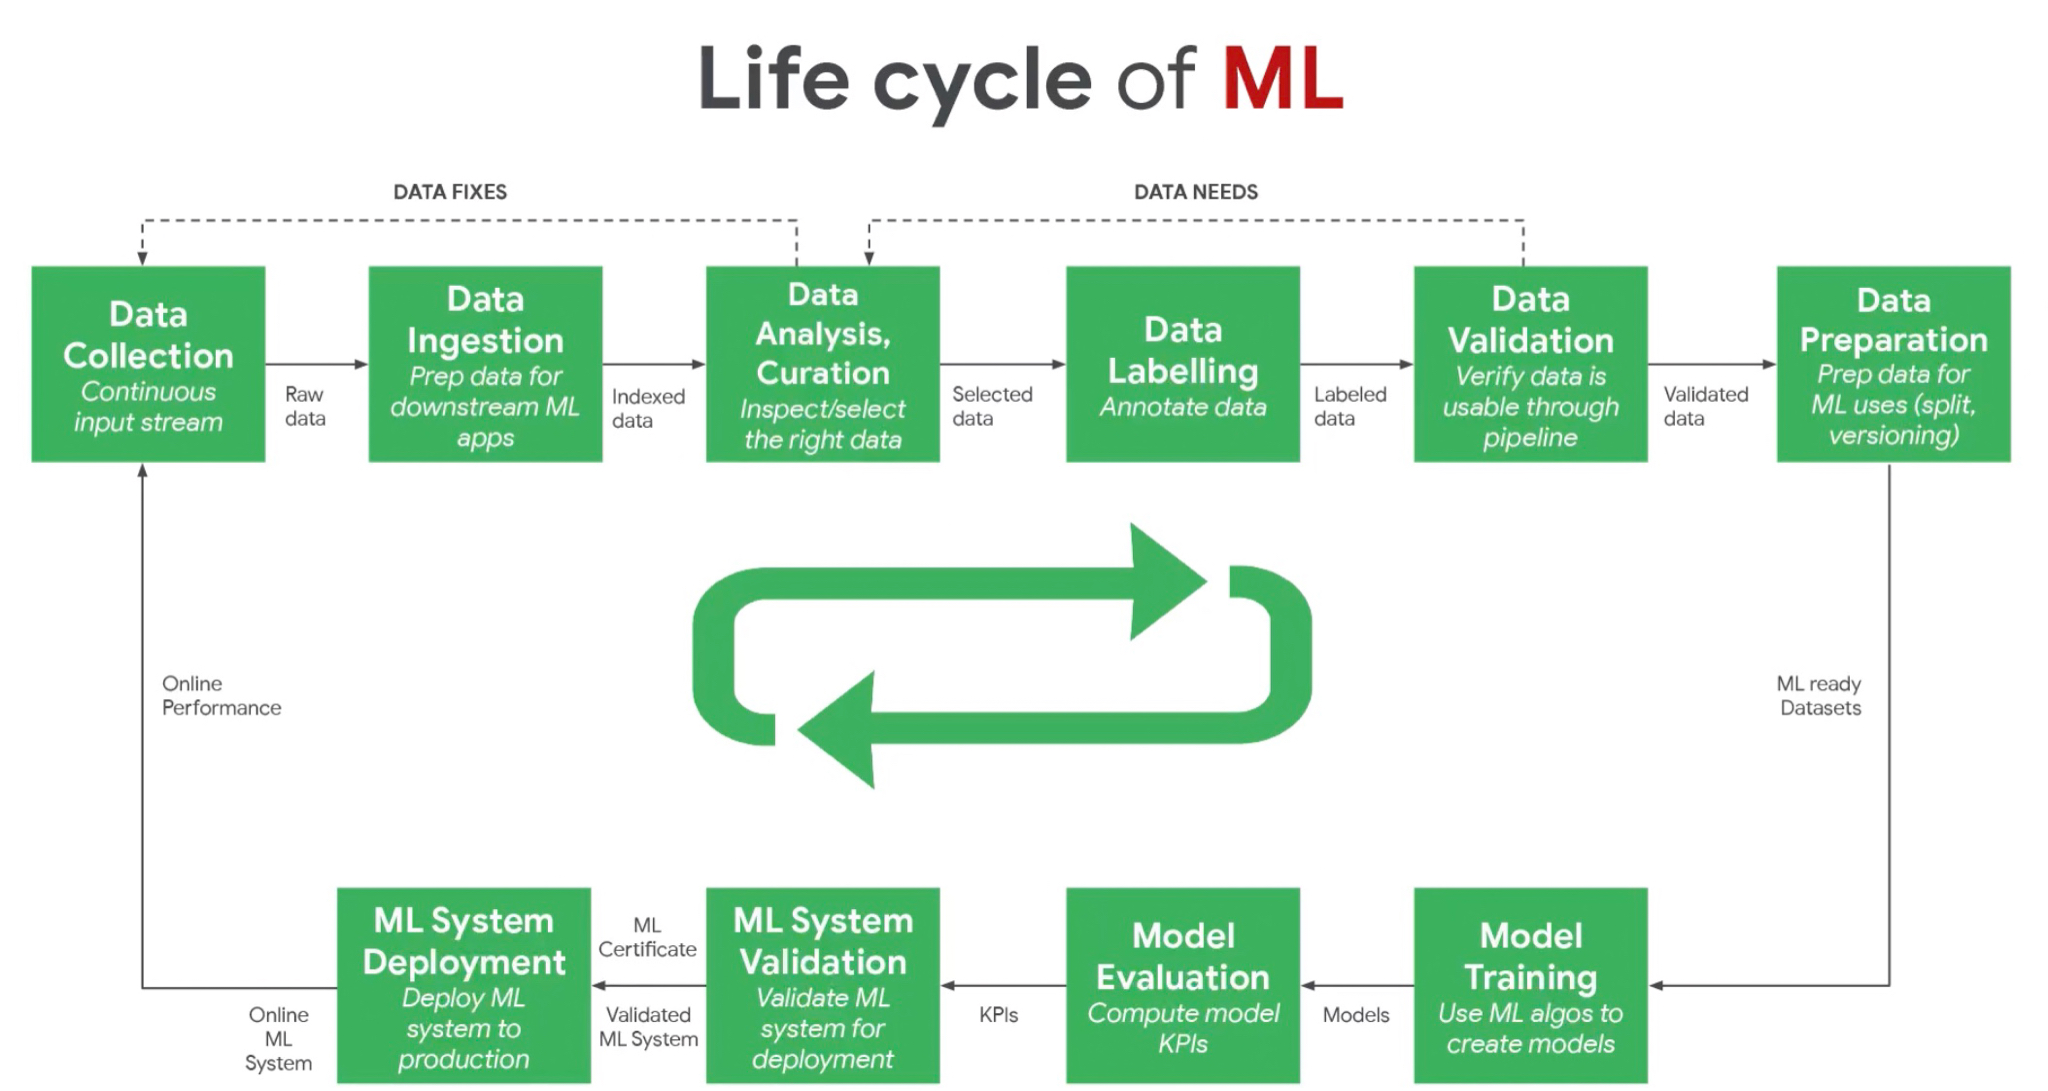 Life cycle of ML
DATA FIXES
DATA NEEDS
Data
Collection
Continuous
input stream
Raw
data
Data
Ingestion
Prep data for
downstream ML
apps
Indexed
data
Data
Analysis,
Curation
Inspect/select
the right data
Selected
data
Data
Labelling
Annotate data
Labeled
data
Data
Validation
Verify data is
usable through
pipeline
Validated
data
Data
Preparation
Prep data for
ML uses (split,
versioning)
Online
Performance
ML ready
Datasets
ML System
Deployment
Deploy ML
system to
production
Online
ML
System
ML
Certificate
Validated
ML System
ML System
Validation
Validate ML
system for
deployment
KPIs
Model
Evaluation
Compute model
KPIs
Models
Model
Training
Use ML algos to
create models